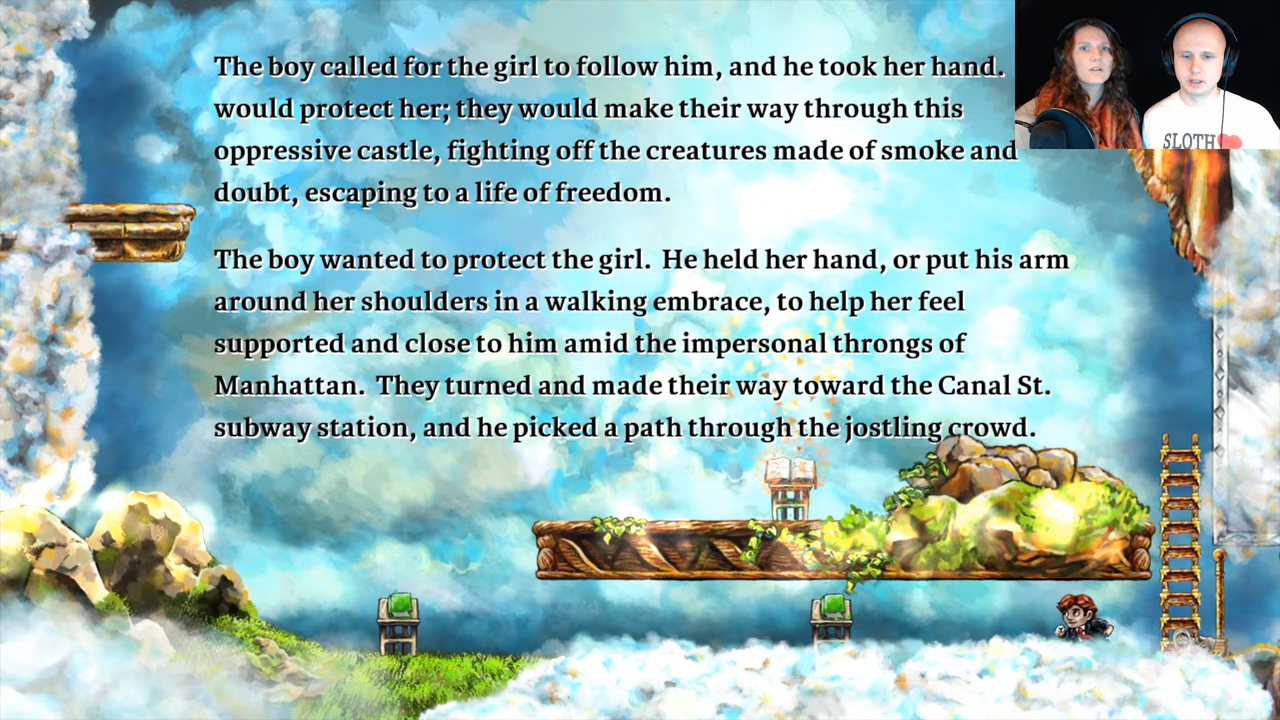 The boy called for the girl to follow him, and he took her hand.
would protect her; they would make their way through this
oppressive castle, fighting off the creatures made of smoke and
doubt, escaping to a life of freedom.
The boy wanted to protect the girl. He held her hand, or put his arm
around her shoulders in a walking embrace, to help her feel
supported and close to him amid the impersonal throngs of
Manhattan. They turned and made their way toward the Canal St.
subway station, and he picked a path through the jostling crowd.
SLOTH